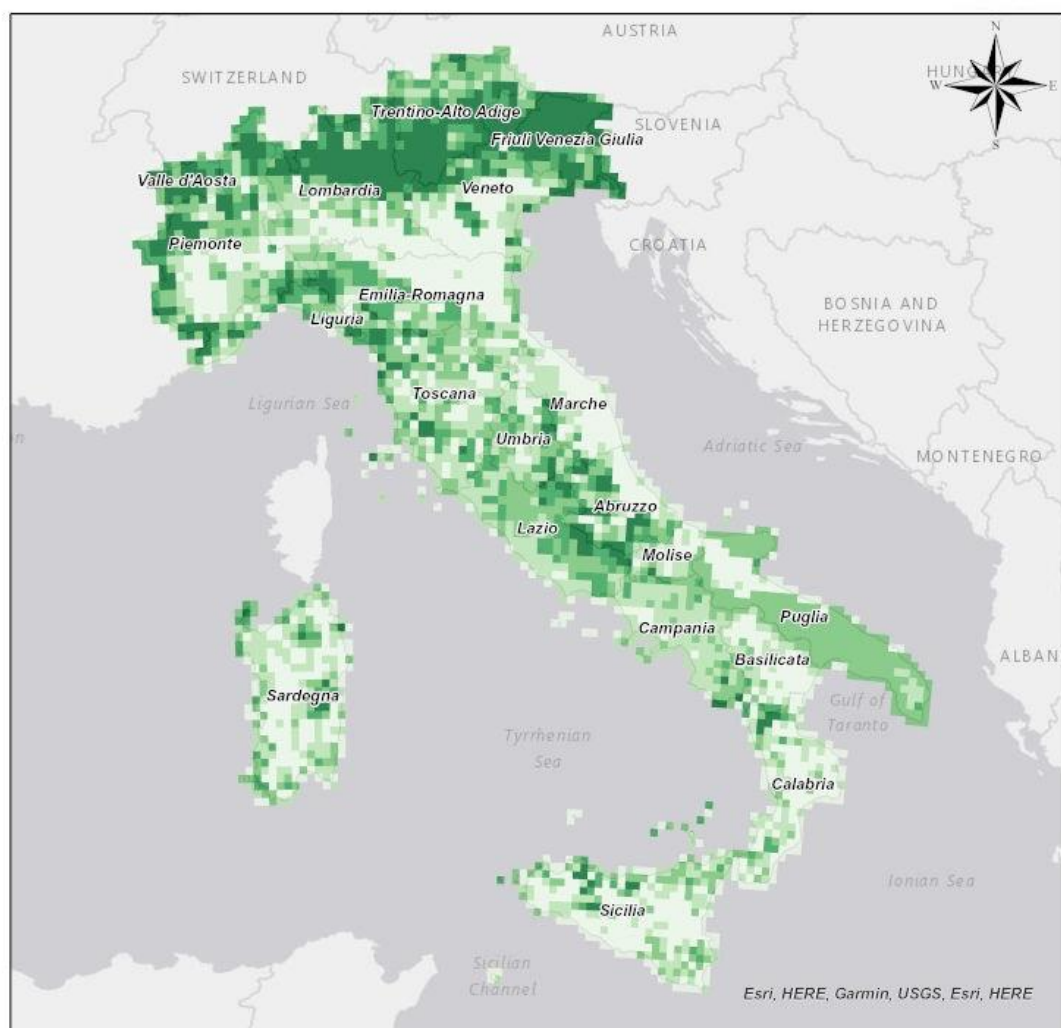 AUSTRIA
N
SWITZERLAND
W
E
Trentino-Alto Adige
S
SLOVENIA
Friuli Venezia Giulia
Valle d'Aosta
Lombardia
Veneto
Piemonte
CROATIA
Emilia-Romagna
BOSNIA AND
HERZEGOVINA
Liguria
Toscana
Ligurian Sea
Marche
Umbria
Adriatic Sea
MONTENEGRO
Abruzzo
Lazio
Molise
Puglia
Campania
Basilicata
ALBAN
Sardegna
Gulf of
Taranto
Tyrrhenian
Sea
Calabria
Ionian Sea
Sicilia
Sicilian
Channel
Esri, HERE, Garmin, USGS, Esri, HERE